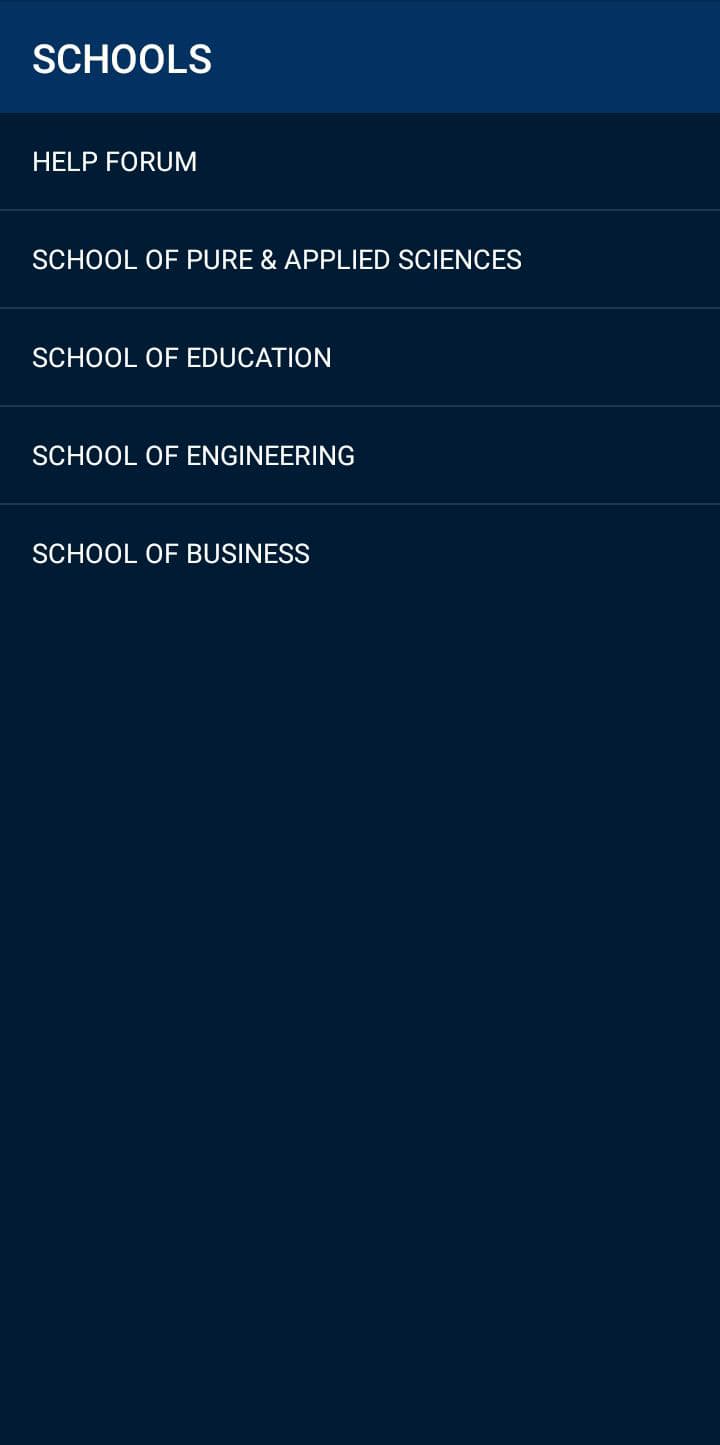 SCHOOLS
HELP FORUM
SCHOOL OF PURE & APPLIED SCIENCES
SCHOOL OF EDUCATION
SCHOOL OF ENGINEERING
SCHOOL OF BUSINESS